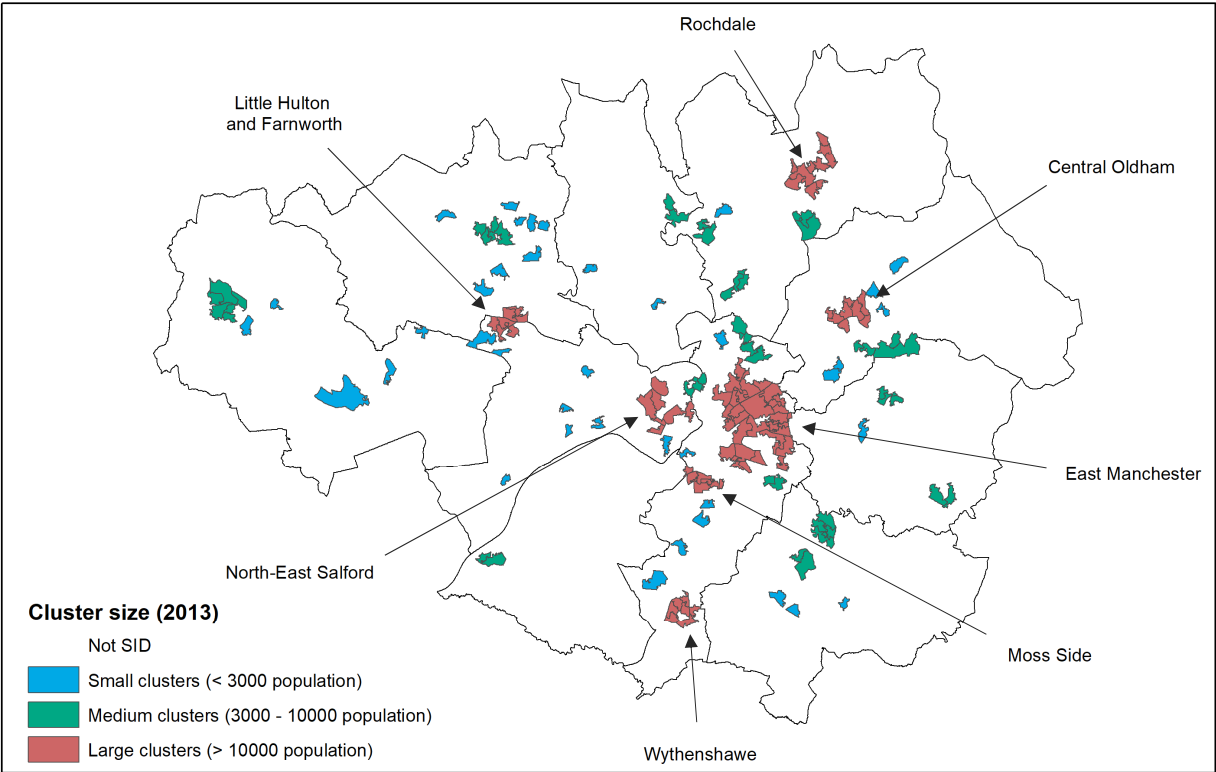 Rochdale
Little Hulton
and Farnworth
Central Oldham
East Manchester
North-East Salford
Moss Side
Wythenshawe
Cluster size (2013)
Not SID
Small clusters (< 3000 population)
Medium clusters (3000 - 10000 population)
Large clusters (> 10000 population)